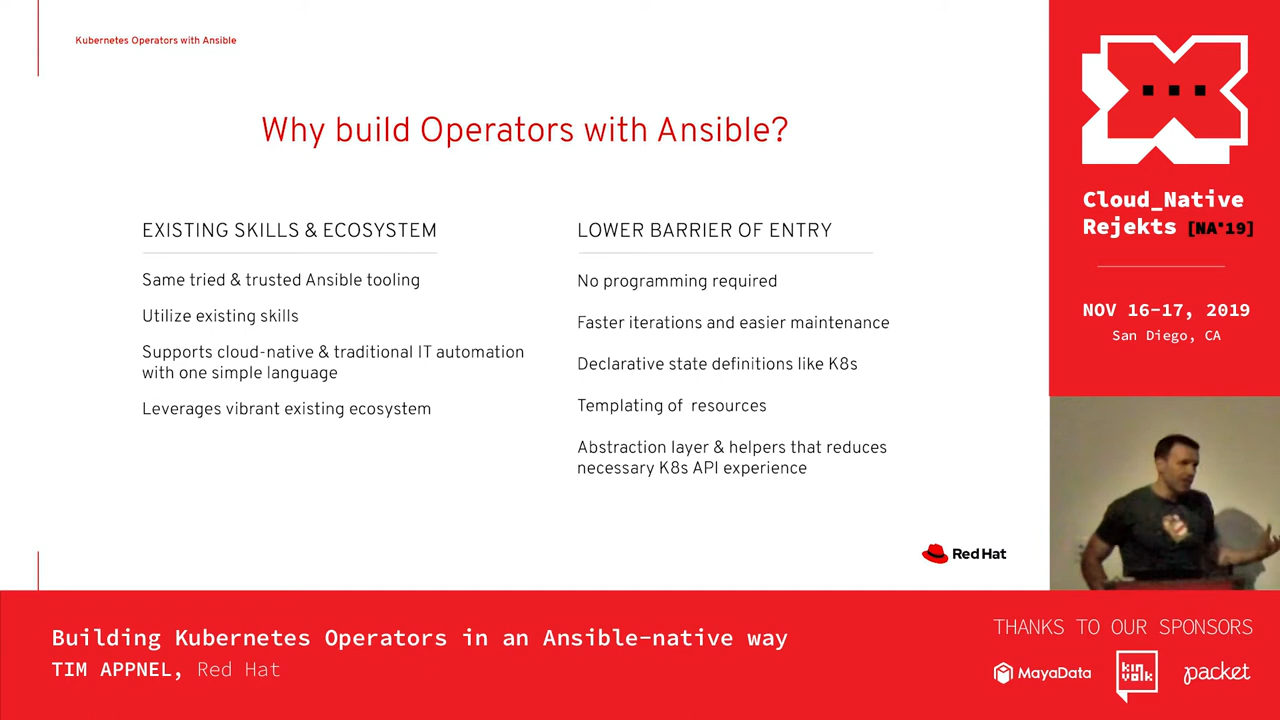 Kubernetes Operators with Ansible
Why build Operators with Ansible?
EXISTING SKILLS & ECOSYSTEM
Same tried & trusted Ansible tooling
Utilize existing skills
Supports cloud-native & traditional IT automation
with one simple language
Leverages vibrant existing ecosystem
LOWER BARRIER OF ENTRY
No programming required
Faster iterations and easier maintenance
Declarative state definitions like K8s
Templating of resources
Abstraction layer & helpers that reduces
necessary K8s API experience
Red Hat
Cloud_Native
Rejekts [NA'19]
NOV 16-17, 2019
San Diego, CA
Building Kubernetes Operators in an Ansible-native way
TIM APPNEL, Red Hat
THANKS TO OUR SPONSORS
MayaData
kin
volk
packet